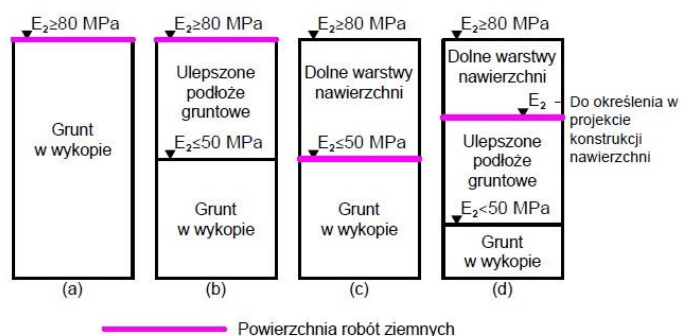 E₂≥80 MPa
Grunt
w wykopie
(a)
E₂≥80 MPa
Ulepszone
podłoże
gruntowe
E₂≤50 MPa
Grunt
w wykopie
(b)
E₂≥80 MPa
Dolne warstwy
nawierzchni
E₂≤50 MPa
Grunt
w wykopie
(c)
E₂≥80 MPa
Dolne warstwy
nawierzchni
E₂ – Do określenia w
projekcie
konstrukcji
nawierzchni
Ulepszone
podłoże
gruntowe
E₂<50 MPa
Grunt
w wykopie
(d)
Powierzchnia robót ziemnych